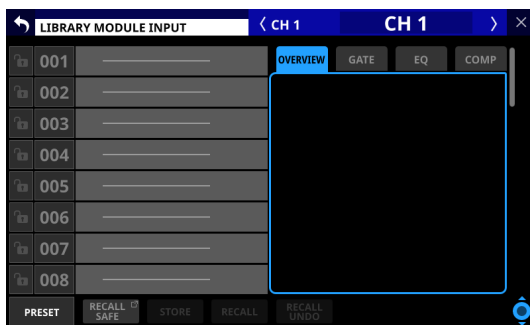 LIBRARY MODULE INPUT
CH 1
CH 1
OVERVIEW GATE EQ COMP
001
002
003
004
005
006
007
008
PRESET
RECALL SAFE
STORE
RECALL
RECALL UNDO